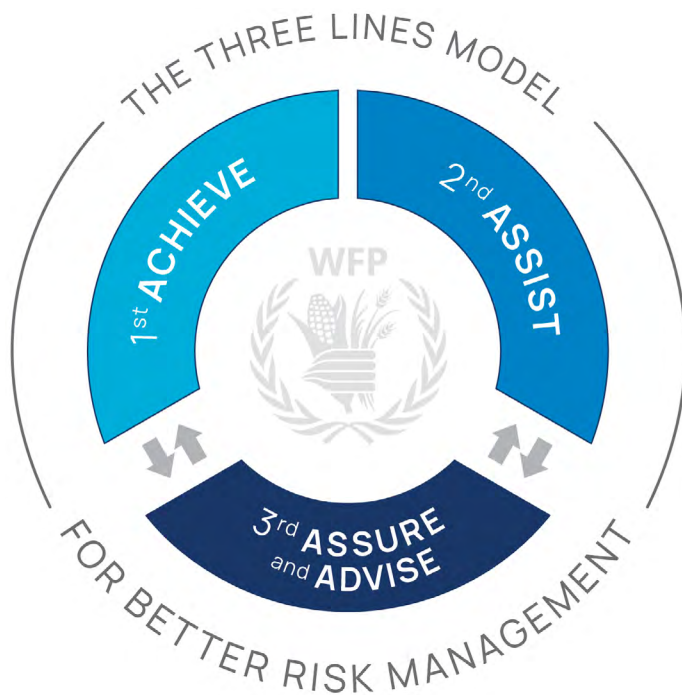 THE THREE LINES MODEL
1st ACHIEVE
2nd ASSIST
WFP
3rd ASSURE
and ADVISE
FOR BETTER RISK MANAGEMENT